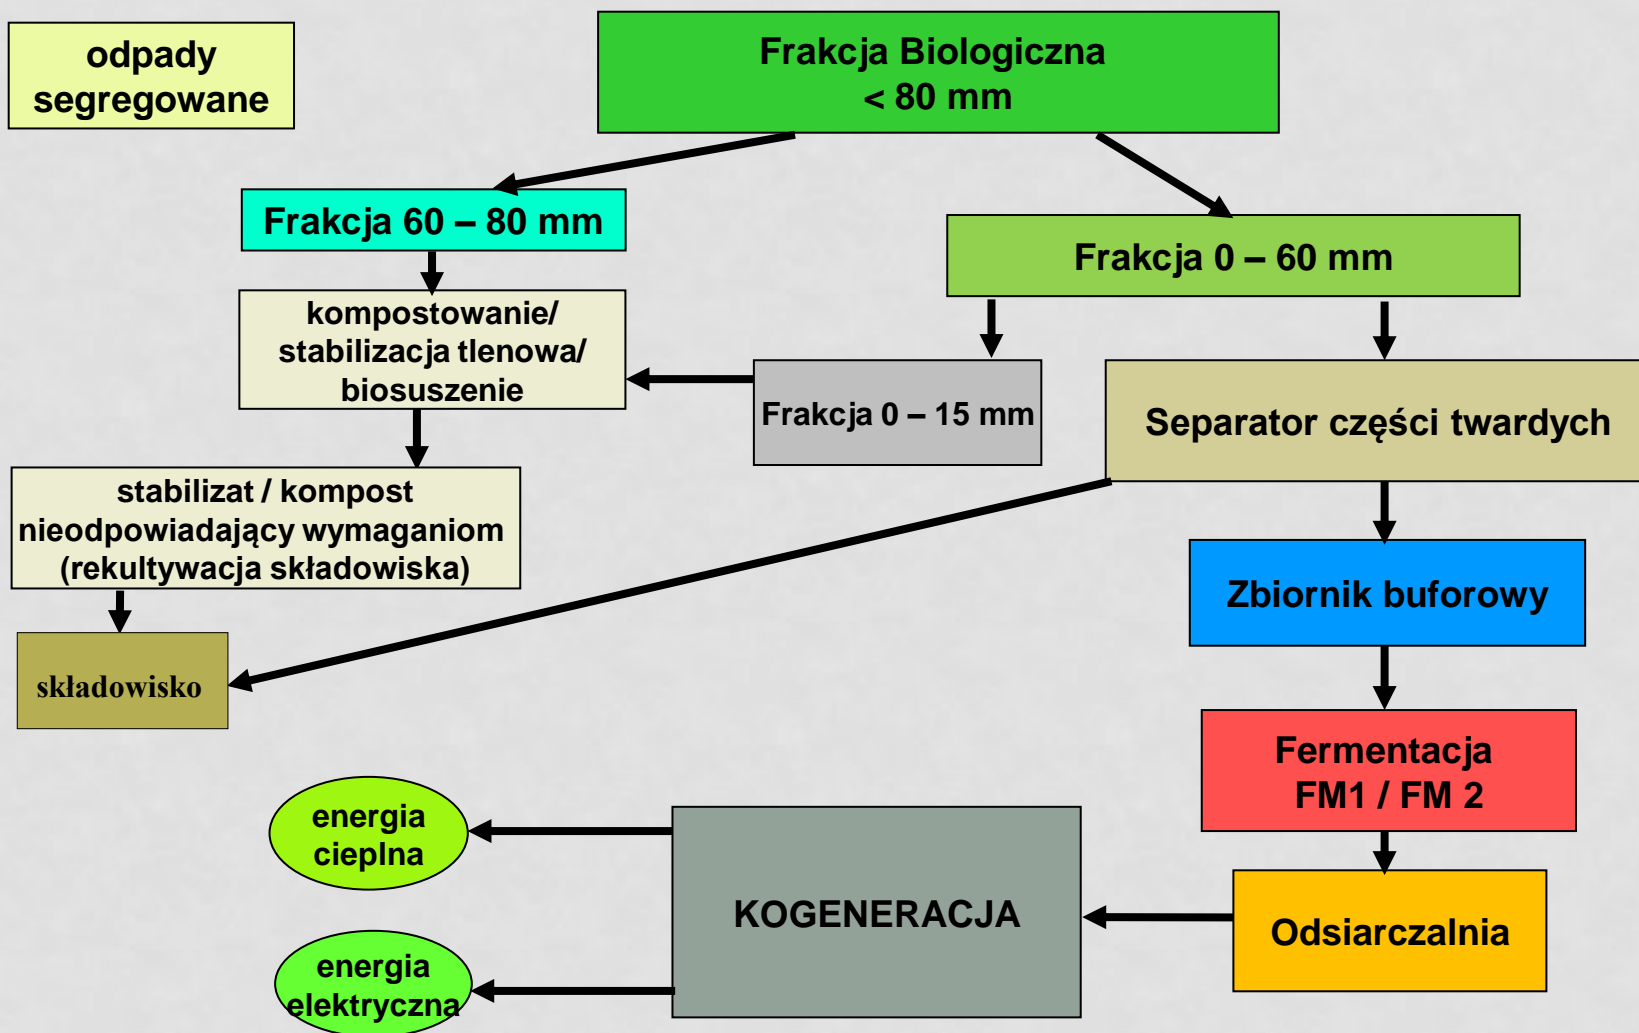 odpady
segregowane
Frakcja Biologiczna
< 80 mm
Frakcja 60 – 80 mm
Frakcja 0 – 60 mm
kompostowanie/
stabilizacja tlenowa/
biosuszenie
Frakcja 0 – 15 mm
Separator części twardych
stabilizat / kompost
nieodpowiadający wymaganiom
(rekultywacja składowiska)
Zbiornik buforowy
składowisko
Fermentacja
FM1 / FM 2
energia
cieplna
KOGENERACJA
Odsiarczalnia
energia
elektryczna